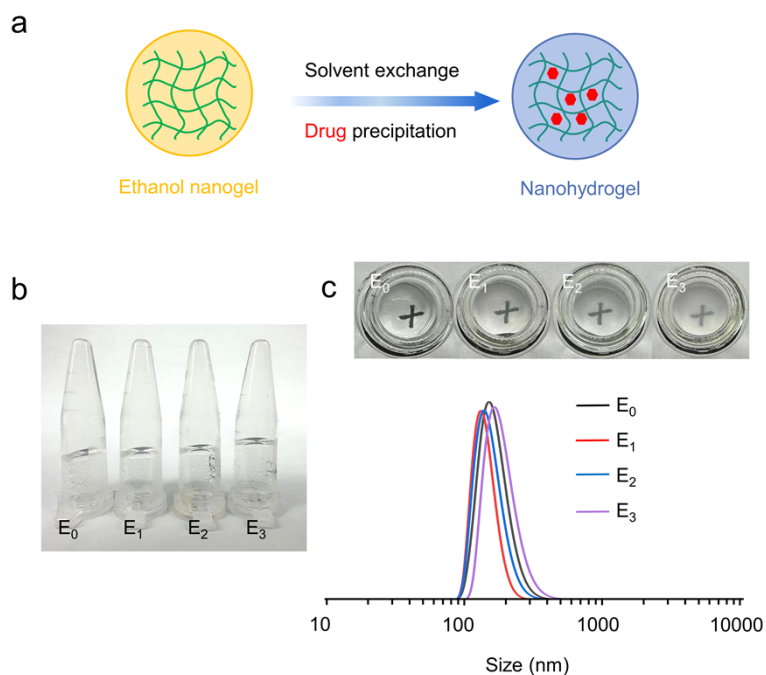 a
Solvent exchange
Drug precipitation
Ethanol nanogel
Nanohydrogel
b
E₀ E₁ E₂ E₃
c
E₀ E₁ E₂ E₃
E₀
E₁
E₂
E₃
10 100 1000 10000
Size (nm)